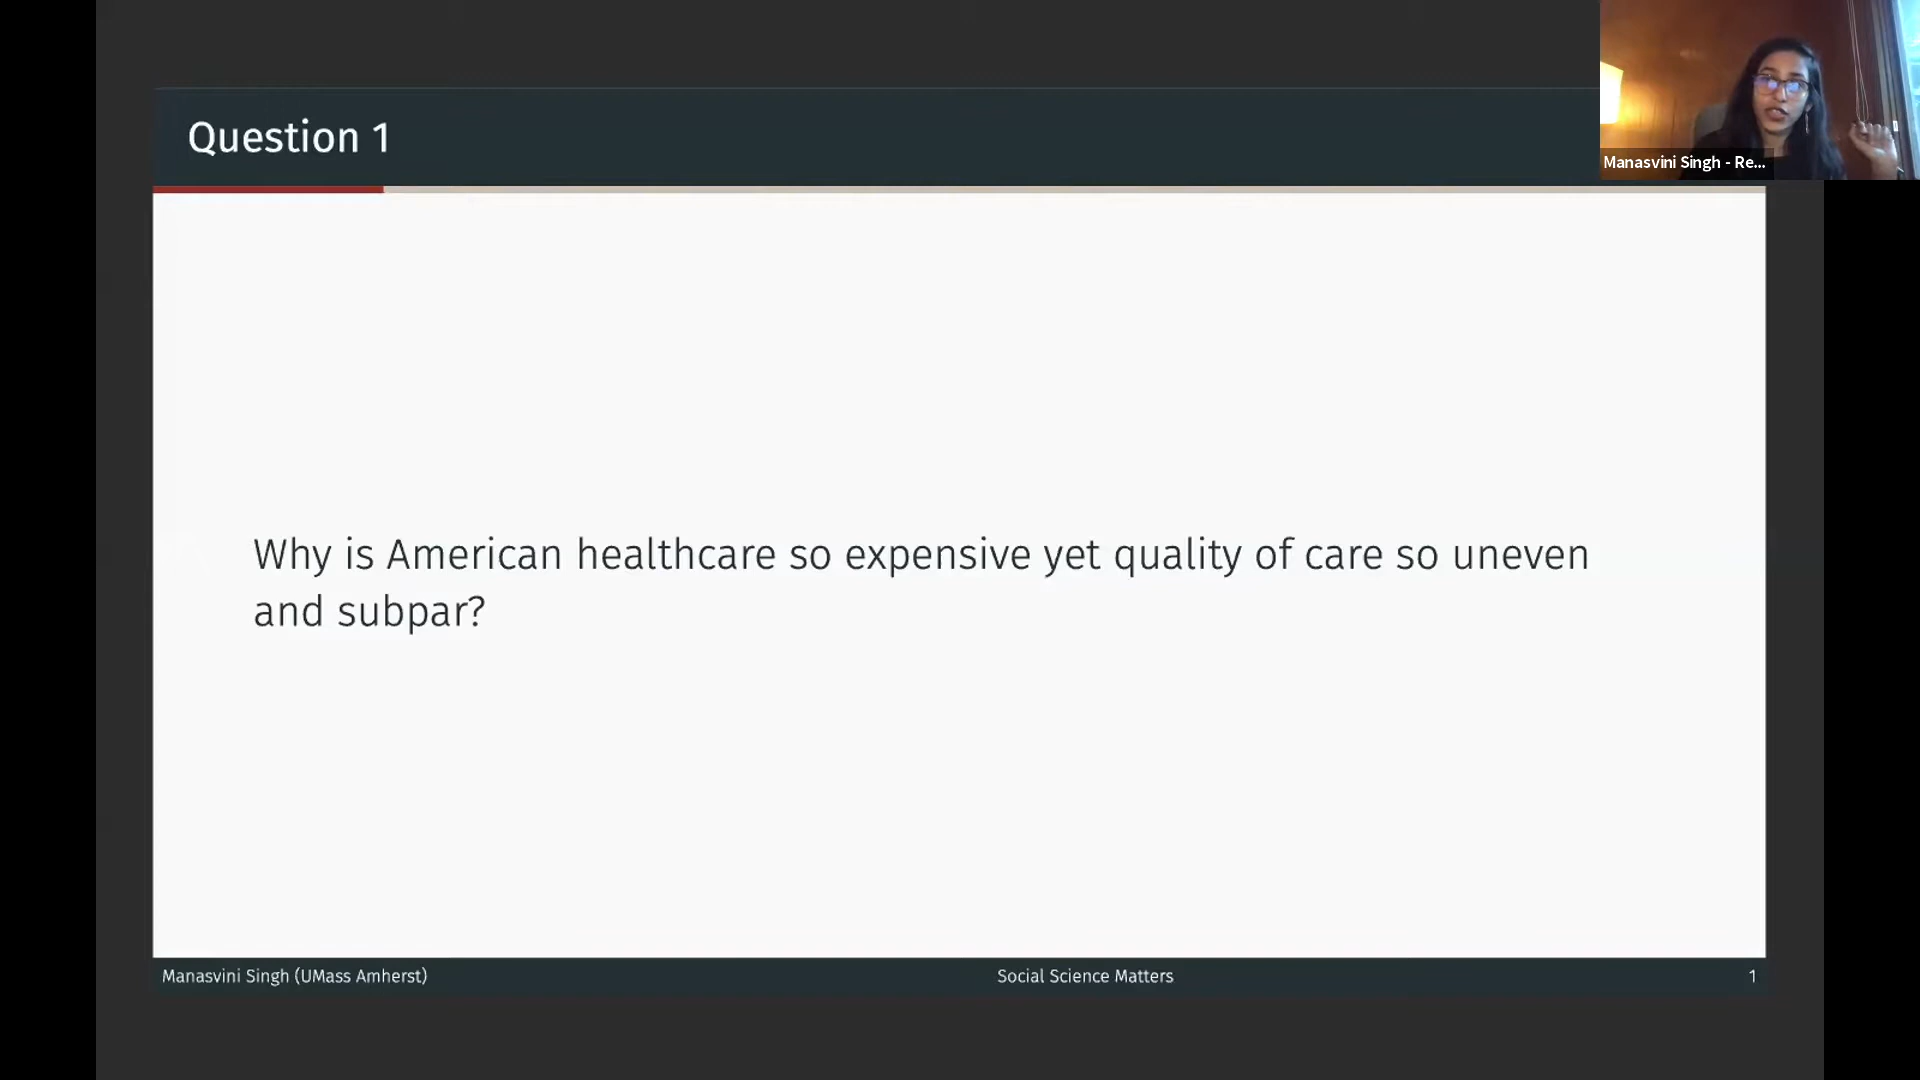 Question 1
Manasvini Singh - Re...
Why is American healthcare so expensive yet quality of care so uneven
and subpar?
Manasvini Singh (UMass Amherst)
Social Science Matters
1